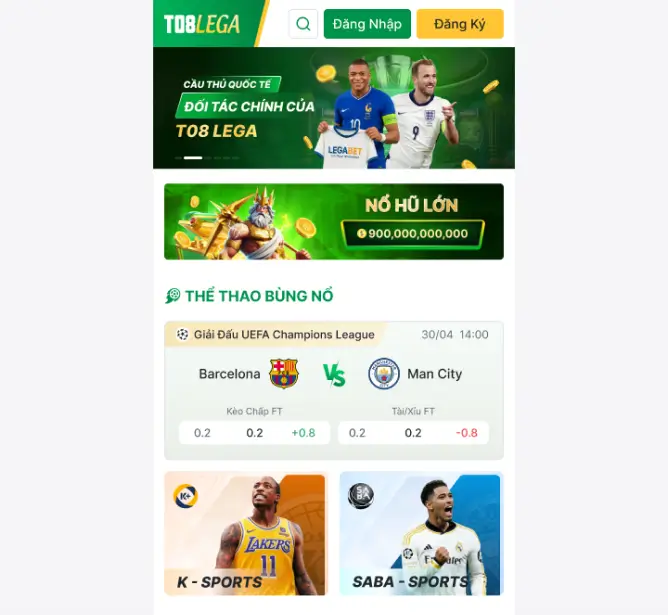 T08LEGA
Đăng Nhập
Đăng Ký
CẦU THỦ QUỐC TẾ
ĐỐI TÁC CHÍNH CỦA
T08 LEGA
10
9
LEGABET
NỔ HŨ LỚN
900,000,000,000
THỂ THAO BÙNG NỔ
Giải Đấu UEFA Champions League
30/04 14:00
Barcelona
VS
Man City
Kèo Chấp FT
Tài/Xỉu FT
0.2 0.2 +0.8
0.2 0.2 -0.8
K+
SABA
LAKERS
11
K - SPORTS
SABA - SPORTS